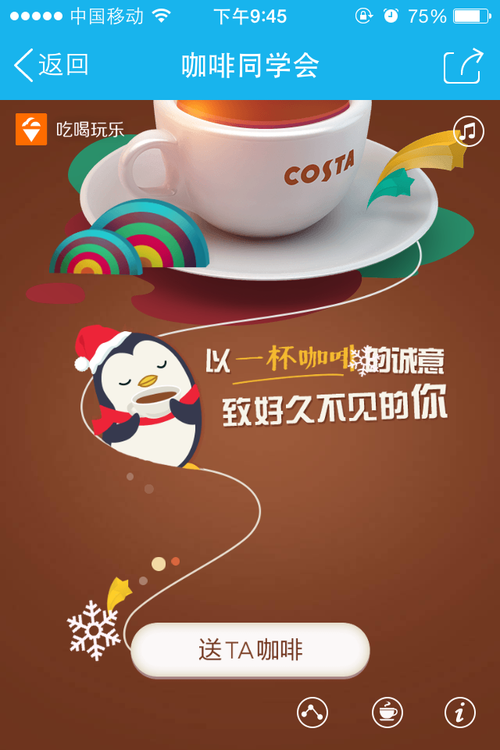 中国移动 下午9:45 75%
返回 咖啡同学会
吃喝玩乐
COSTA
以一杯咖啡的诚意
致好久不见的你
送TA咖啡
i